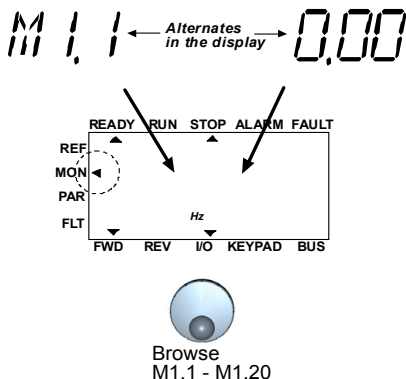 M1.1 Alternates in the display 0.00
READY RUN STOP ALARM FAULT
REF
MON
PAR
FLT
Hz
FWD REV I/O KEYPAD BUS
Browse
M1.1 - M1.20